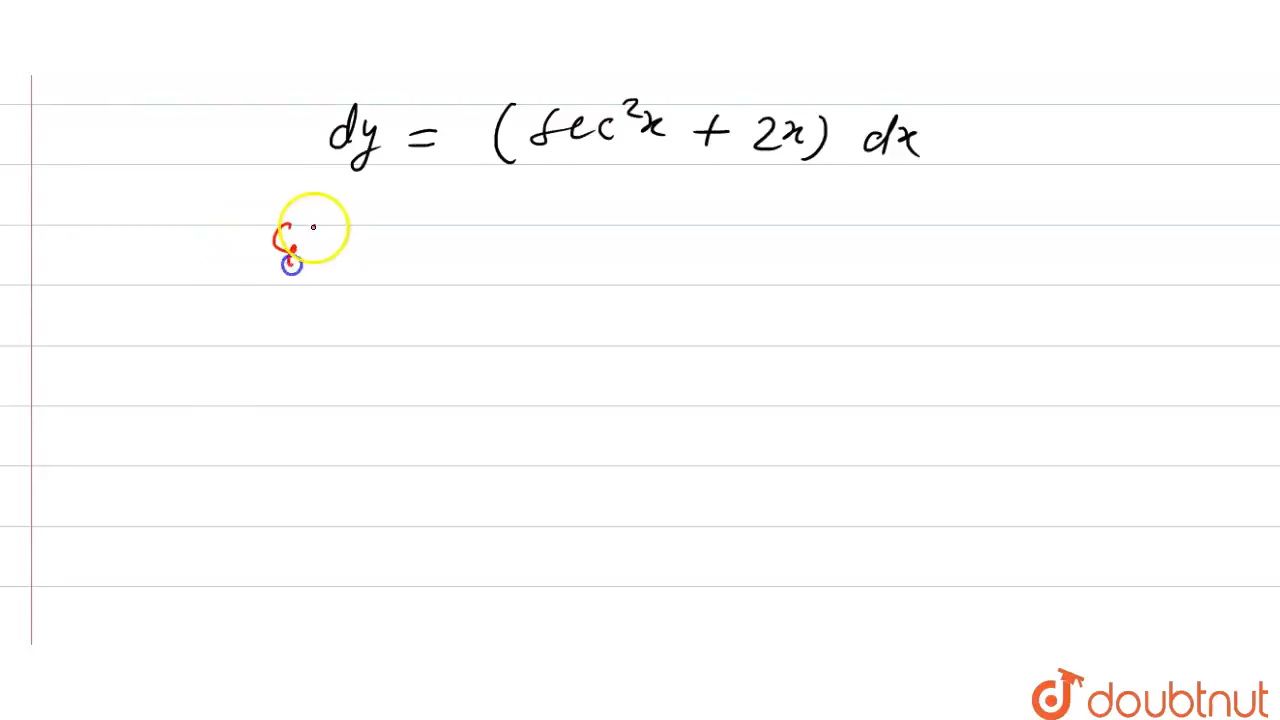 dy = (sec²x + 2x) dx
doubtnut